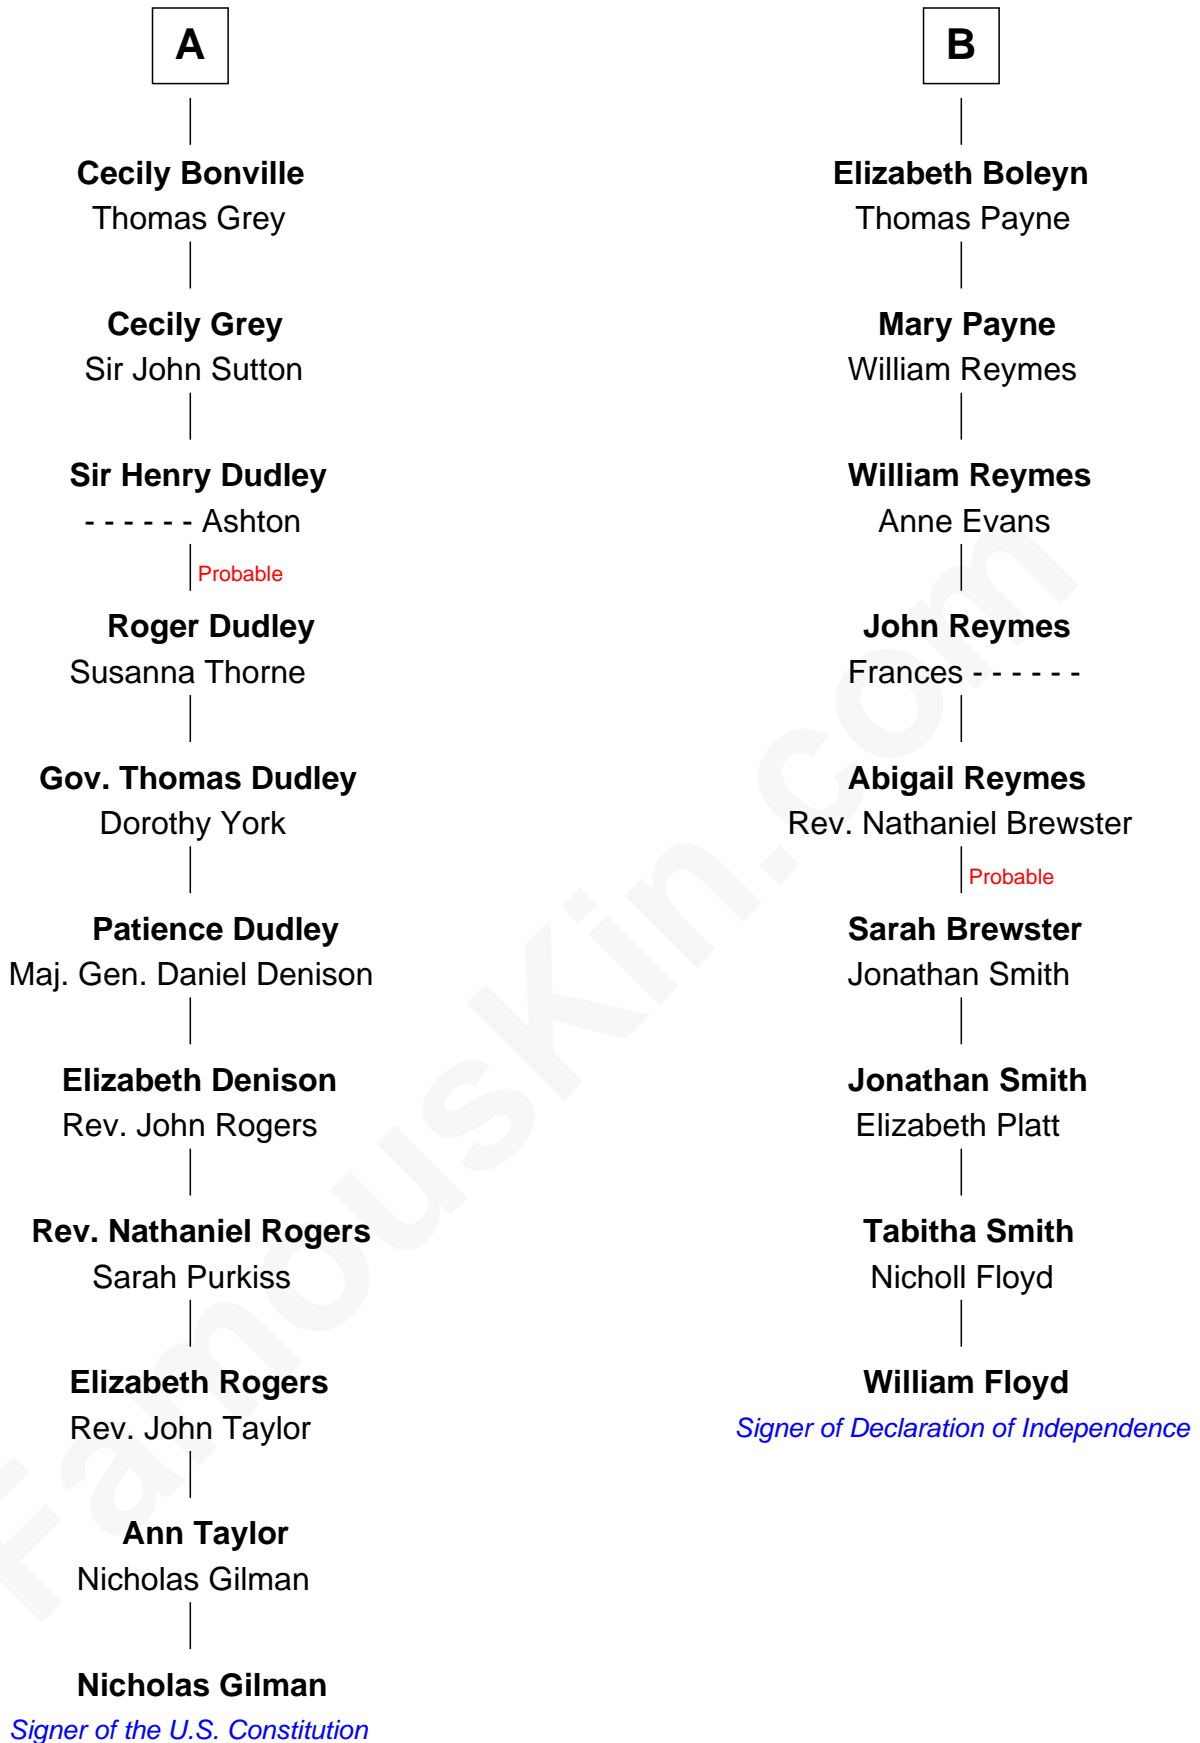 A
Cecily Bonville
Thomas Grey
Cecily Grey
Sir John Sutton
Sir Henry Dudley
- - - - - - Ashton
Probable
Roger Dudley
Susanna Thorne
Gov. Thomas Dudley
Dorothy York
Patience Dudley
Maj. Gen. Daniel Denison
Elizabeth Denison
Rev. John Rogers
Rev. Nathaniel Rogers
Sarah Purkiss
Elizabeth Rogers
Rev. John Taylor
Ann Taylor
Nicholas Gilman
Nicholas Gilman
Signer of the U.S. Constitution
B
Elizabeth Boleyn
Thomas Payne
Mary Payne
William Reymes
William Reymes
Anne Evans
John Reymes
Frances - - - - - -
Abigail Reymes
Rev. Nathaniel Brewster
Probable
Sarah Brewster
Jonathan Smith
Jonathan Smith
Elizabeth Platt
Tabitha Smith
Nicholl Floyd
William Floyd
Signer of Declaration of Independence
FamousKin.com